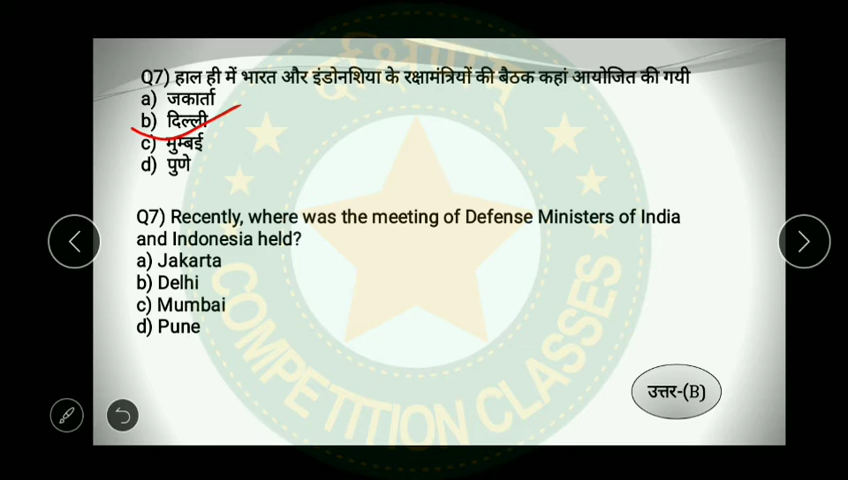 Q7) हाल ही में भारत और इंडोनशिया के रक्षामंत्रियों की बैठक कहां आयोजित की गयी
a) जकार्ता
b) दिल्ली
c) मुम्बई
d) पुणे
Q7) Recently, where was the meeting of Defense Ministers of India
and Indonesia held?
a) Jakarta
b) Delhi
c) Mumbai
d) Pune
उत्तर-(B)
COMPETITION CLASSES